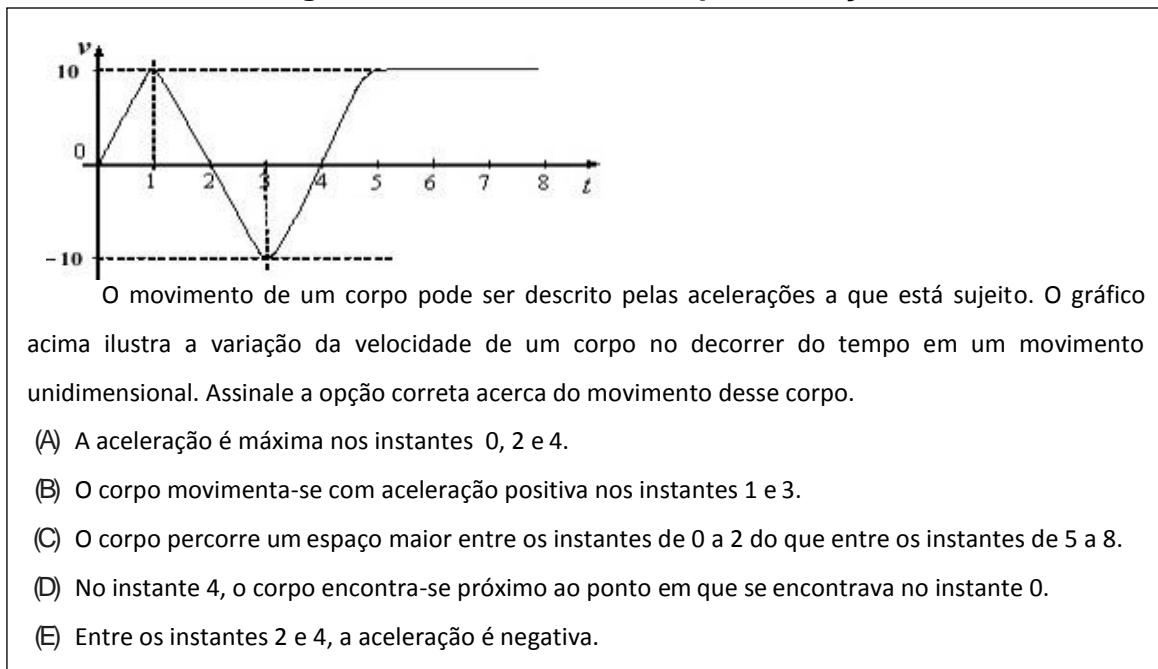 v
10
0
1 2 3 4 5 6 7 8 t
−10
O movimento de um corpo pode ser descrito pelas acelerações a que está sujeito. O gráfico
acima ilustra a variação da velocidade de um corpo no decorrer do tempo em um movimento
unidimensional. Assinale a opção correta acerca do movimento desse corpo.
(A) A aceleração é máxima nos instantes 0, 2 e 4.
(B) O corpo movimenta-se com aceleração positiva nos instantes 1 e 3.
(C) O corpo percorre um espaço maior entre os instantes de 0 a 2 do que entre os instantes de 5 a 8.
(D) No instante 4, o corpo encontra-se próximo ao ponto em que se encontrava no instante 0.
(E) Entre os instantes 2 e 4, a aceleração é negativa.